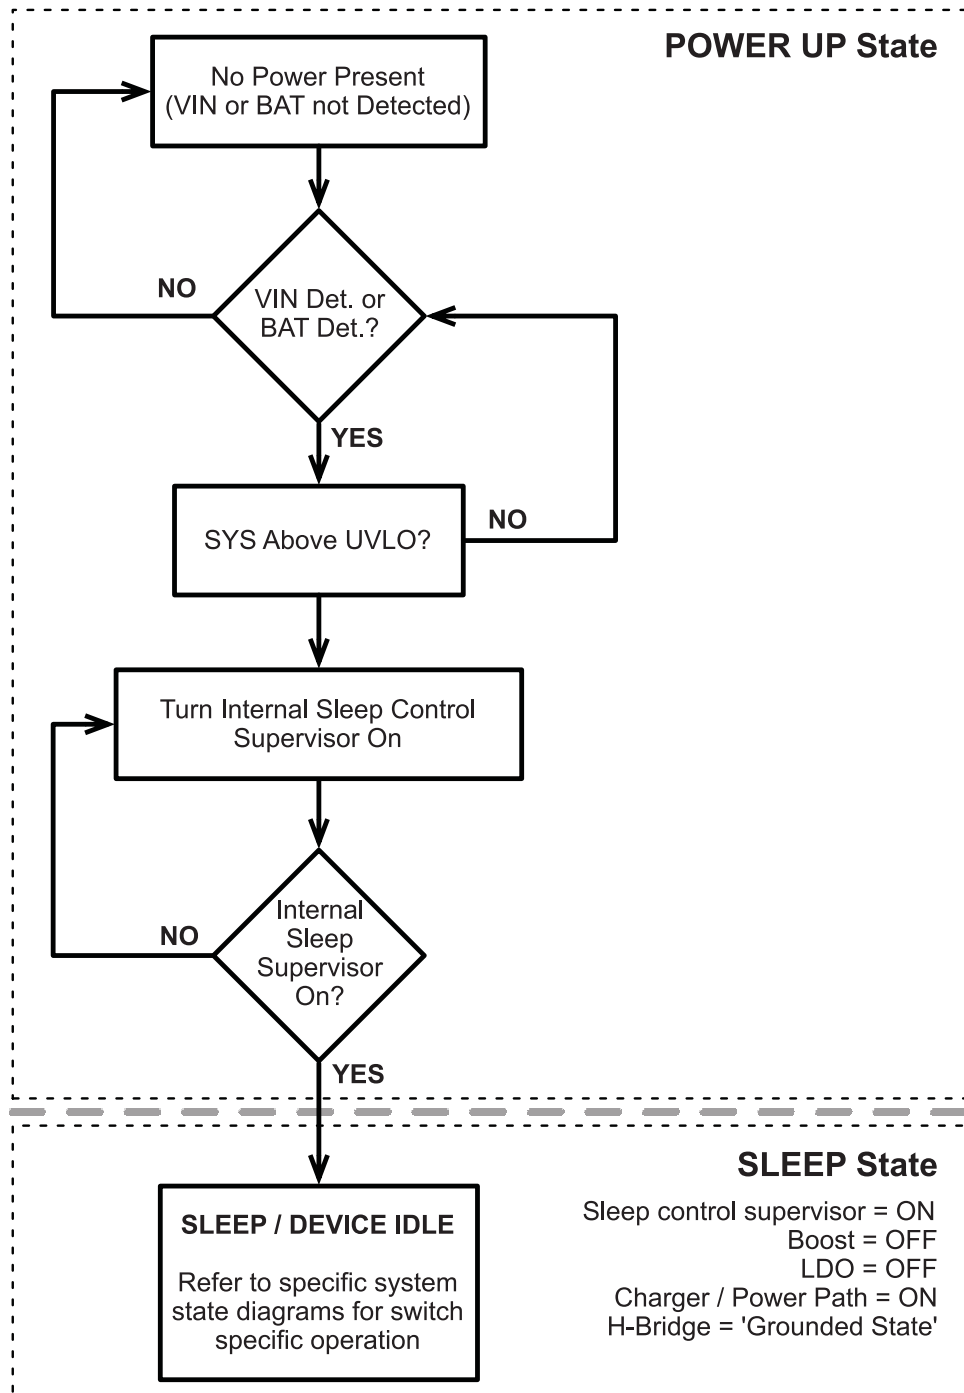 POWER UP State
No Power Present
(VIN or BAT not Detected)
NO
VIN Det. or
BAT Det.?
YES
SYS Above UVLO?
NO
Turn Internal Sleep Control
Supervisor On
Internal
Sleep
Supervisor
On?
NO
YES
SLEEP State
Sleep control supervisor = ON
Boost = OFF
LDO = OFF
Charger / Power Path = ON
H-Bridge = 'Grounded State'
SLEEP / DEVICE IDLE
Refer to specific system
state diagrams for switch
specific operation